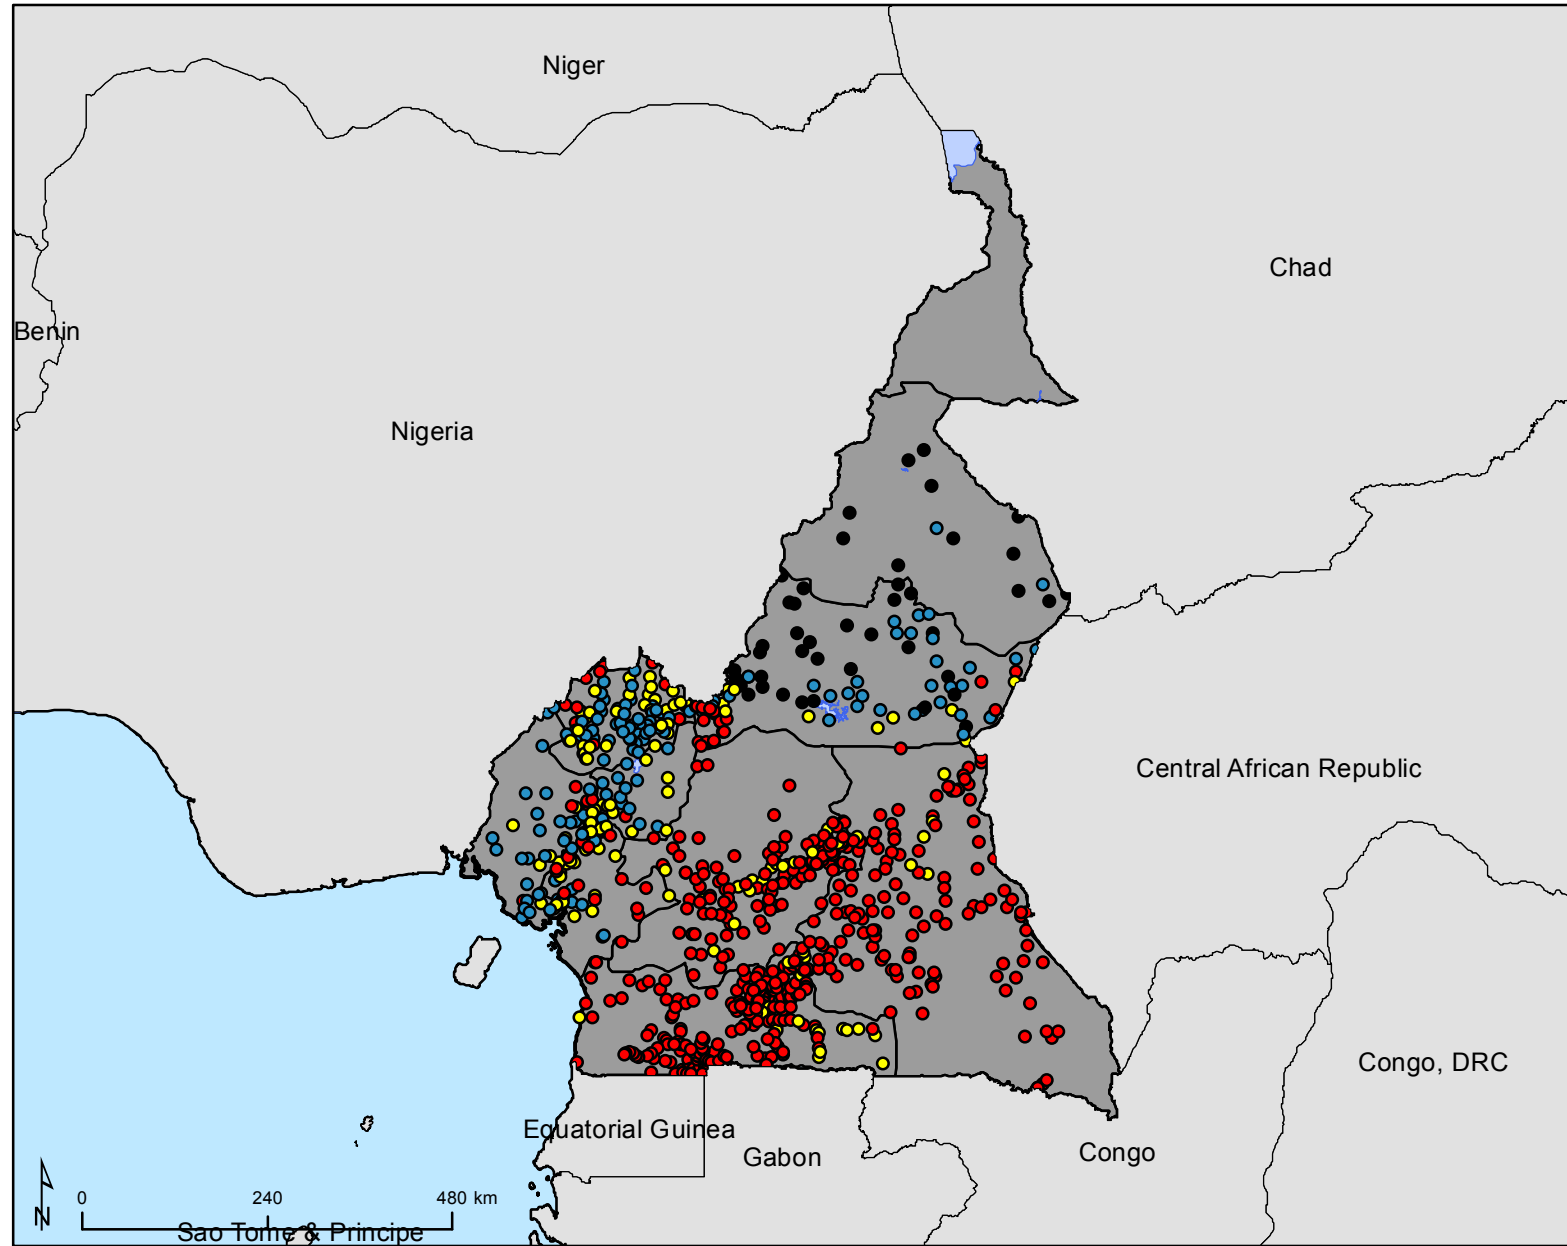 Niger
Chad
Benin
Nigeria
Central African Republic
Congo, DRC
Equatorial Guinea
Gabon
Congo
0 240 480 km
N
Sao Tome & Principe